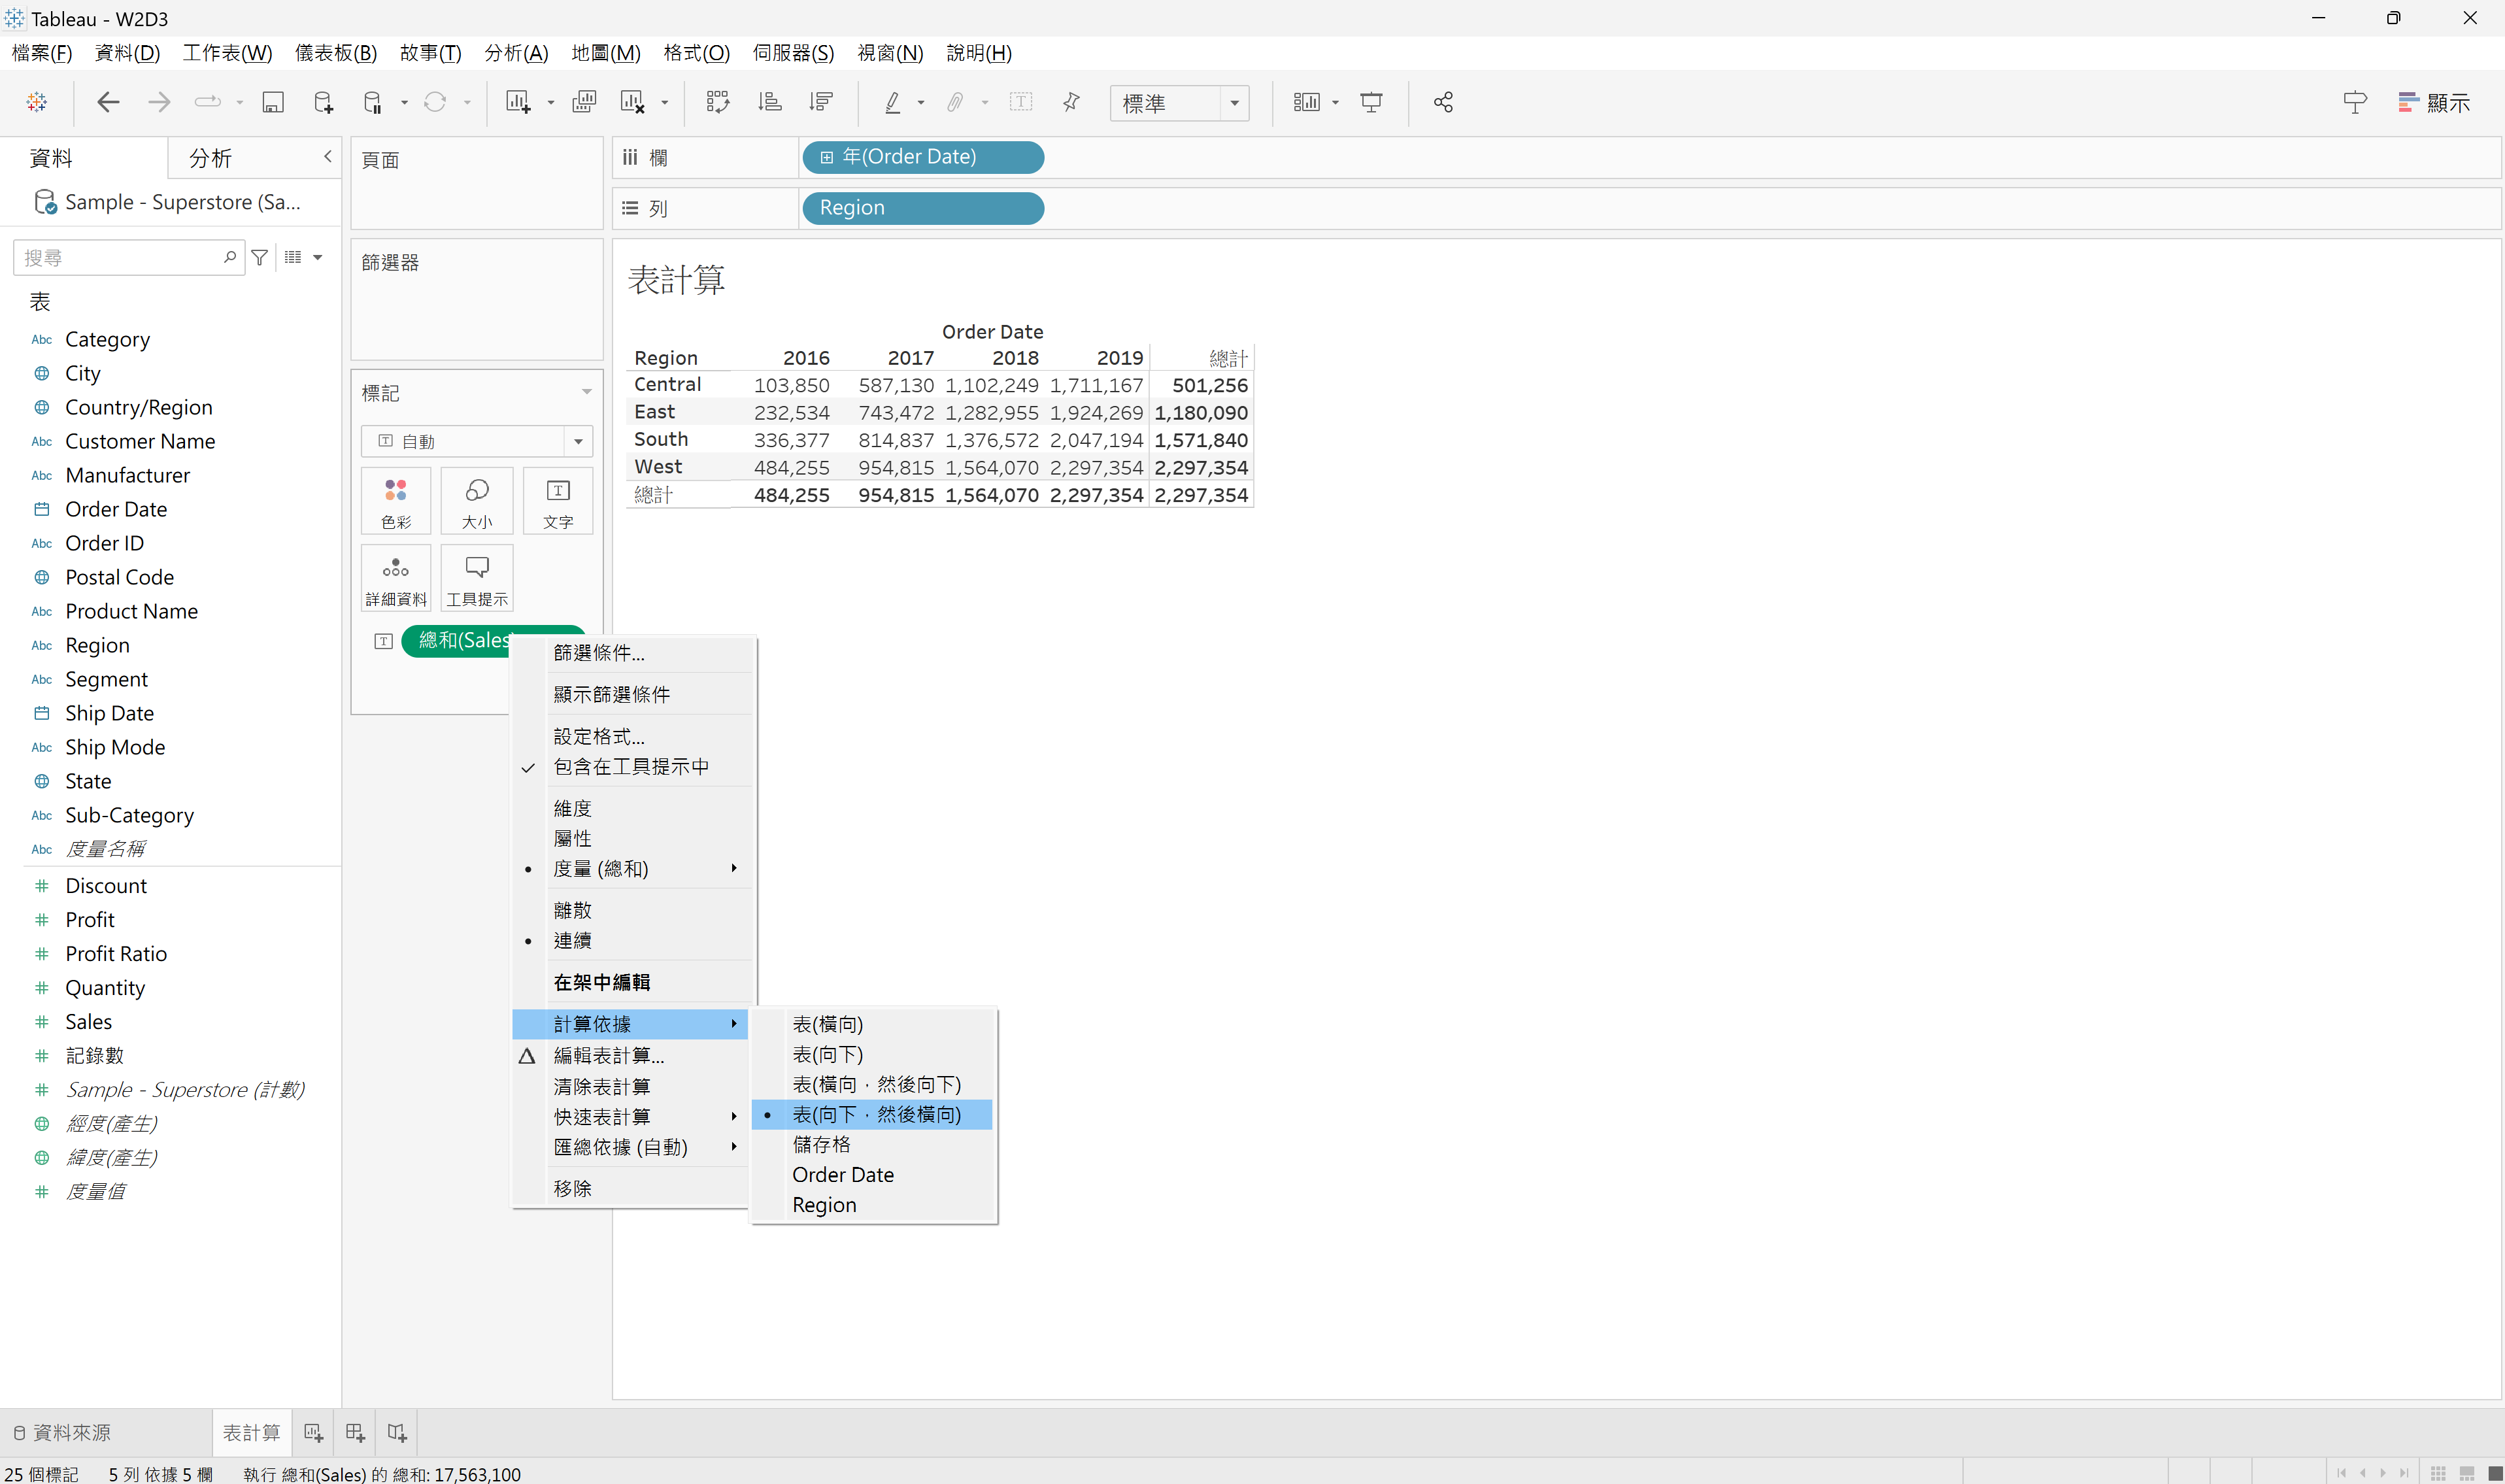 Tableau - W2D3
檔案(F) 資料(D) 工作表(W) 儀表板(B) 故事(T) 分析(A) 地圖(M) 格式(O) 伺服器(S) 視窗(N) 說明(H)
標準
顯示
資料 分析
Sample - Superstore (Sa...
搜尋
表
Abc Category
City
Country/Region
Abc Customer Name
Abc Manufacturer
Order Date
Abc Order ID
Postal Code
Abc Product Name
Abc Region
Abc Segment
Ship Date
Abc Ship Mode
State
Abc Sub-Category
Abc 度量名稱
# Discount
# Profit
# Profit Ratio
# Quantity
# Sales
# 記錄數
# Sample - Superstore (計數)
經度(產生)
緯度(產生)
# 度量值
頁面
篩選器
標記
自動
色彩 大小 文字
詳細資料 工具提示
總和(Sales)
欄 年(Order Date)
列 Region
表計算
Order Date
Region 2016 2017 2018 2019 總計
Central 103,850 587,130 1,102,249 1,711,167 501,256
East 232,534 743,472 1,282,955 1,924,269 1,180,090
South 336,377 814,837 1,376,572 2,047,194 1,571,840
West 484,255 954,815 1,564,070 2,297,354 2,297,354
總計 484,255 954,815 1,564,070 2,297,354 2,297,354
篩選條件...
顯示篩選條件
設定格式...
包含在工具提示中
維度
屬性
度量 (總和)
離散
連續
在架中編輯
計算依據
編輯表計算...
清除表計算
快速表計算
匯總依據 (自動)
移除
表(橫向)
表(向下)
表(橫向，然後向下)
表(向下，然後橫向)
儲存格
Order Date
Region
資料來源 表計算
25 個標記 5 列 依據 5 欄 執行 總和(Sales) 的 總和: 17,563,100